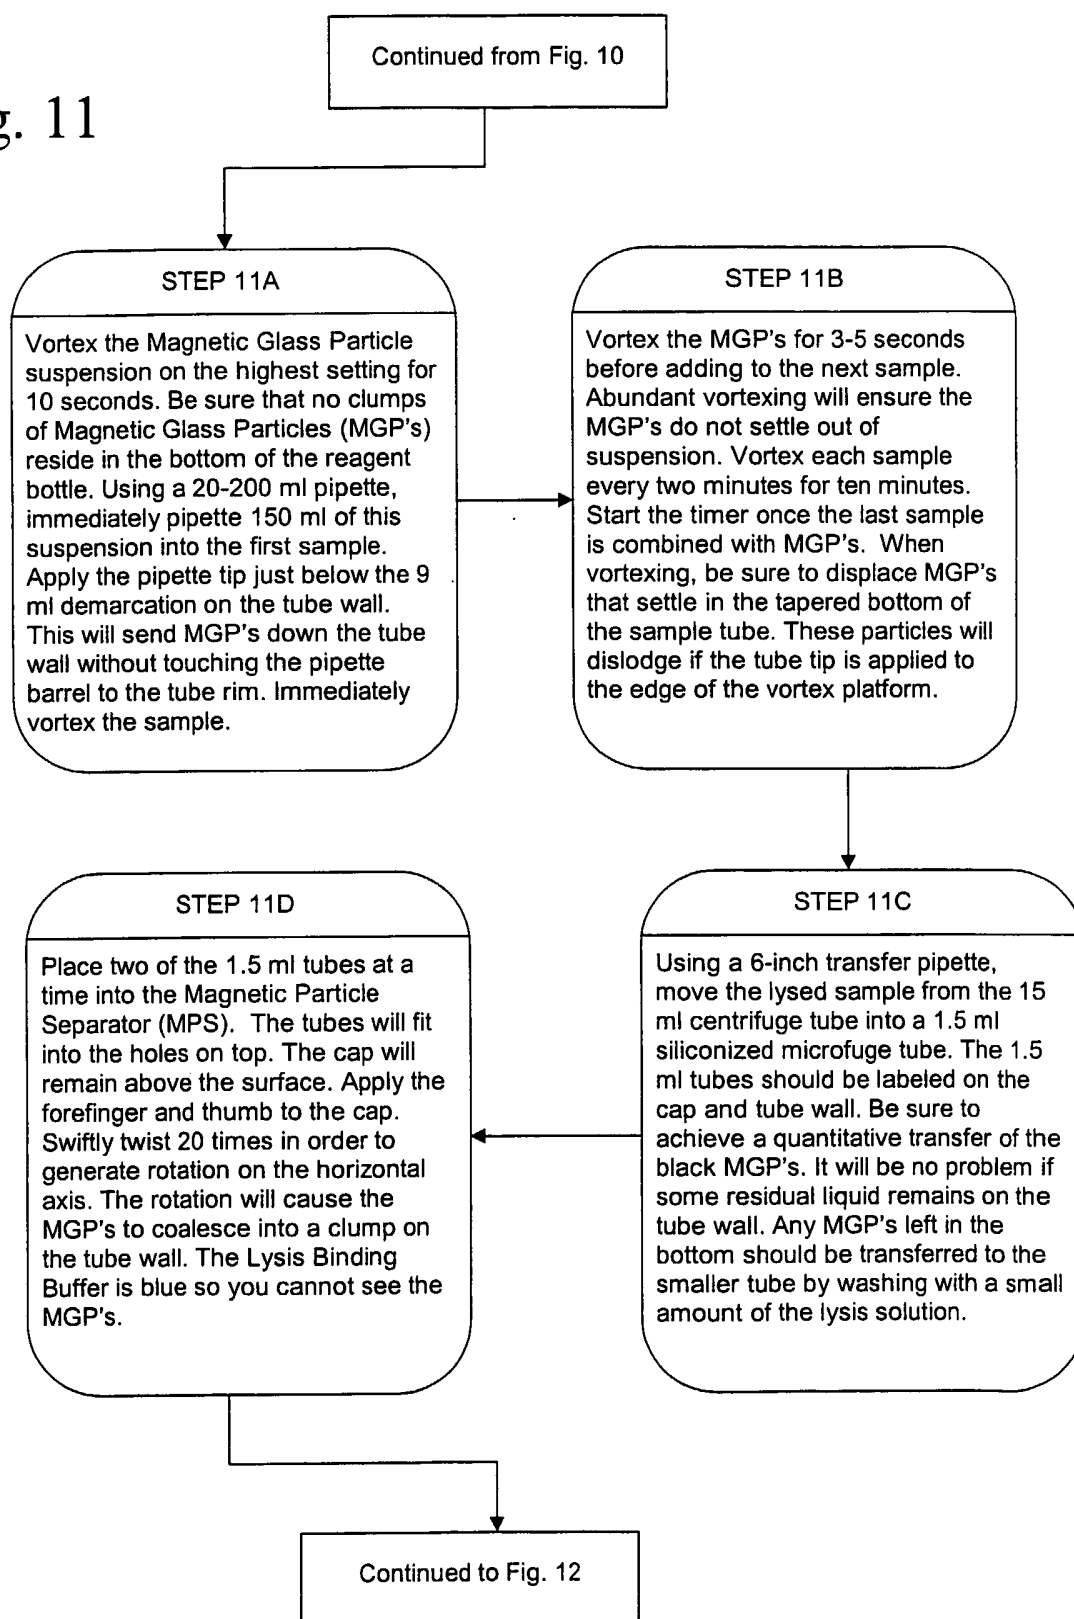 Continued from Fig. 10
g. 11
STEP 11A
Vortex the Magnetic Glass Particle
suspension on the highest setting for
10 seconds. Be sure that no clumps
of Magnetic Glass Particles (MGP's)
reside in the bottom of the reagent
bottle. Using a 20-200 ml pipette,
immediately pipette 150 ml of this
suspension into the first sample.
Apply the pipette tip just below the 9
ml demarcation on the tube wall.
This will send MGP's down the tube
wall without touching the pipette
barrel to the tube rim. Immediately
vortex the sample.
STEP 11B
Vortex the MGP's for 3-5 seconds
before adding to the next sample.
Abundant vortexing will ensure the
MGP's do not settle out of
suspension. Vortex each sample
every two minutes for ten minutes.
Start the timer once the last sample
is combined with MGP's. When
vortexing, be sure to displace MGP's
that settle in the tapered bottom of
the sample tube. These particles will
dislodge if the tube tip is applied to
the edge of the vortex platform.
STEP 11C
Using a 6-inch transfer pipette,
move the lysed sample from the 15
ml centrifuge tube into a 1.5 ml
siliconized microfuge tube. The 1.5
ml tubes should be labeled on the
cap and tube wall. Be sure to
achieve a quantitative transfer of the
black MGP's. It will be no problem if
some residual liquid remains on the
tube wall. Any MGP's left in the
bottom should be transferred to the
smaller tube by washing with a small
amount of the lysis solution.
STEP 11D
Place two of the 1.5 ml tubes at a
time into the Magnetic Particle
Separator (MPS). The tubes will fit
into the holes on top. The cap will
remain above the surface. Apply the
forefinger and thumb to the cap.
Swiftly twist 20 times in order to
generate rotation on the horizontal
axis. The rotation will cause the
MGP's to coalesce into a clump on
the tube wall. The Lysis Binding
Buffer is blue so you cannot see the
MGP's.
Continued to Fig. 12